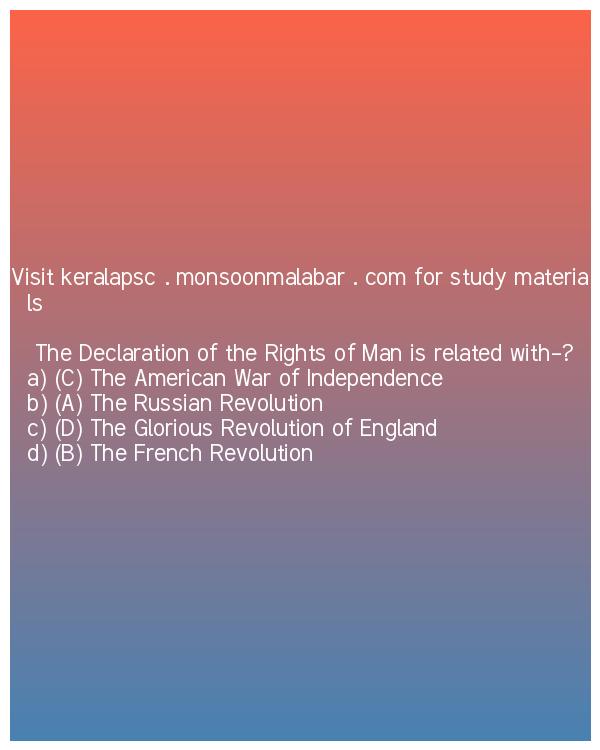 Visit keralapsc . monsoonmalabar . com for study materia
ls
The Declaration of the Rights of Man is related with-?
a) (C) The American War of Independence
b) (A) The Russian Revolution
c) (D) The Glorious Revolution of England
d) (B) The French Revolution